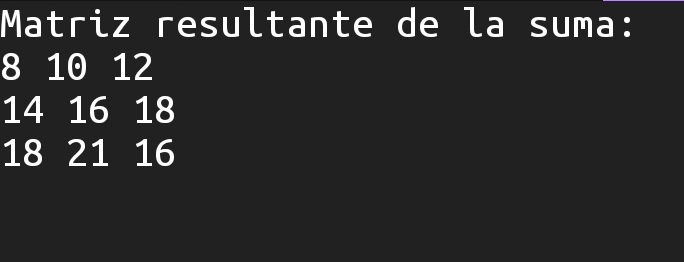 Matriz resultante de la suma:
8 10 12
14 16 18
18 21 16